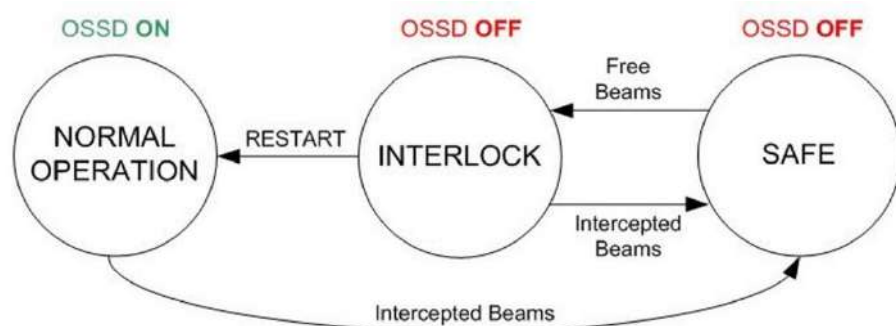 OSSD ON
OSSD OFF
OSSD OFF
NORMAL
OPERATION
RESTART
INTERLOCK
Free
Beams
SAFE
Intercepted
Beams
Intercepted Beams